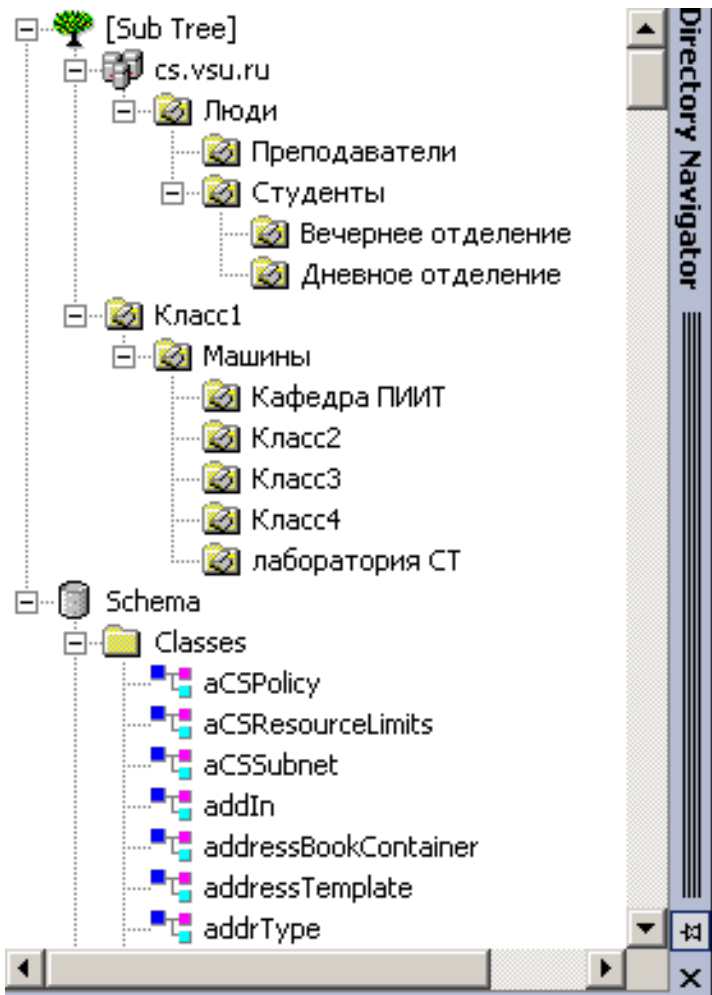 [Sub Tree]
cs.vsu.ru
Люди
Преподаватели
Студенты
Вечернее отделение
Дневное отделение
Класс1
Машины
Кафедра ПИИТ
Класс2
Класс3
Класс4
лаборатория СТ
Schema
Classes
aCSPolicy
aCSResourceLimits
aCSSubnet
addIn
addressBookContainer
addressTemplate
addrType
Directory Navigator